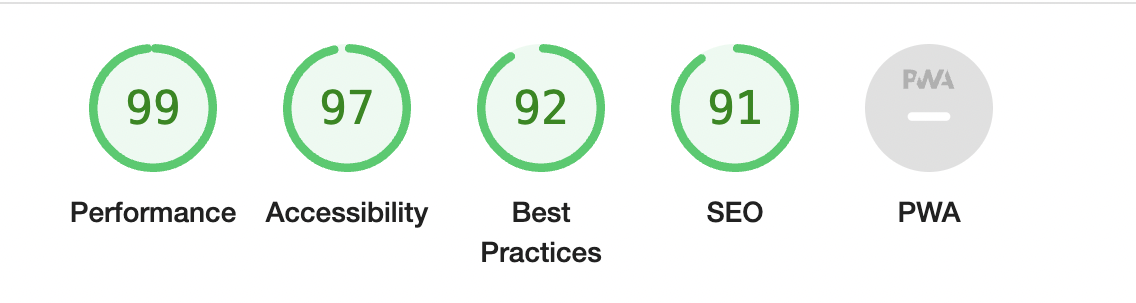 99
97
92
91
PWA
Performance
Accessibility
Best
Practices
SEO
PWA